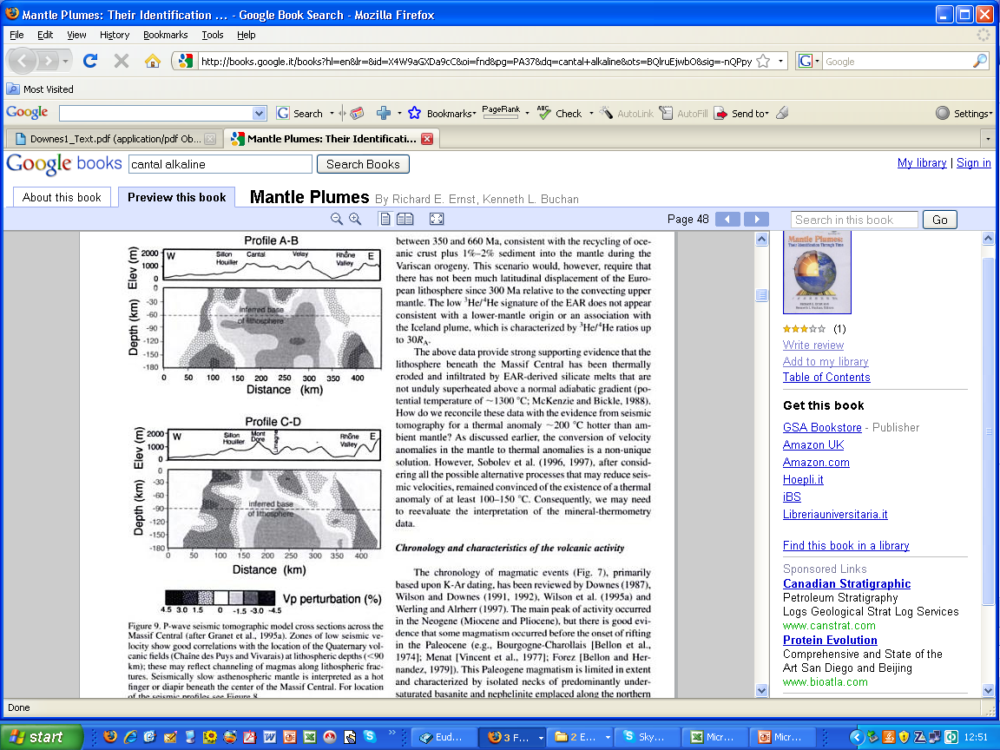 Mantle Plumes: Their Identification ... - Google Book Search - Mozilla Firefox
File Edit View History Bookmarks Tools Help
http://books.google.it/books?hl=en&lr=&id=X4W9aGXDa9cC&oi=fnd&pg=PA37&dq=cantal+alkaline&ots=BQlruEjwbO&sig=-nQPpy
Google
Most Visited
Google Search Bookmarks PageRank Check AutoLink AutoFill Send to Settings
Downes1_Text.pdf (application/pdf Ob...
Mantle Plumes: Their Identificati...
Google books cantal alkaline Search Books
My library | Sign in
About this book Preview this book Mantle Plumes By Richard E. Ernst, Kenneth L. Buchan
Page 48 Search in this book Go
Profile A-B
Elev (m)
2000
1000
0
W Sillon Houiller Cantal Velay Rhône Valley E
Depth (km)
0
-30
-60
-90
-120
-150
-180
inferred base
of lithosphere
0 50 100 150 200 250 300 350 400
Distance (km)
Profile C-D
Elev (m)
2000
1000
0
W Sillon Houiller Mont Dore Limagne Rhône Valley E
Depth (km)
0
-30
-60
-90
-120
-150
-180
inferred base
of lithosphere
0 50 100 150 200 250 300 350 400
Distance (km)
Vp perturbation (%)
4.5 3.0 1.5 0 -1.5 -3.0 -4.5
Figure 9. P-wave seismic tomographic model cross sections across the
Massif Central (after Granet et al., 1995a). Zones of low seismic ve-
locity show good correlations with the location of the Quaternary vol-
canic fields (Chaîne des Puys and Vivarais) at lithospheric depths (<90
km); these may reflect channeling of magmas along lithospheric frac-
tures. Seismically slow asthenospheric mantle is interpreted as a hot
finger or diapir beneath the center of the Massif Central. For location
of the seismic profiles see Figure 8.
between 350 and 660 Ma, consistent with the recycling of oce-
anic crust plus 1%–2% sediment into the mantle during the
Variscan orogeny. This scenario would, however, require that
there has not been much latitudinal displacement of the Euro-
pean lithosphere since 300 Ma relative to the convecting upper
mantle. The low ³He/⁴He signature of the EAR does not appear
consistent with a lower-mantle origin or an association with
the Iceland plume, which is characterized by ³He/⁴He ratios up
to 30RA.
The above data provide strong supporting evidence that the
lithosphere beneath the Massif Central has been thermally
eroded and infiltrated by EAR-derived silicate melts that are
not unduly superheated above a normal adiabatic gradient (po-
tential temperature of ~1300 °C; McKenzie and Bickle, 1988).
How do we reconcile these data with the evidence from seismic
tomography for a thermal anomaly ~200 °C hotter than am-
bient mantle? As discussed earlier, the conversion of velocity
anomalies in the mantle to thermal anomalies is a non-unique
solution. However, Sobolev et al. (1996, 1997), after consid-
ering all the possible alternative processes that may reduce seis-
mic velocities, remained convinced of the existence of a thermal
anomaly of at least 100–150 °C. Consequently, we may need
to reevaluate the interpretation of the mineral-thermometry
data.
Chronology and characteristics of the volcanic activity
The chronology of magmatic events (Fig. 7), primarily
based upon K-Ar dating, has been reviewed by Downes (1987),
Wilson and Downes (1991, 1992), Wilson et al. (1995a) and
Werling and Alrherr (1997). The main peak of activity occurred
in the Neogene (Miocene and Pliocene), but there is good evi-
dence that some magmatism occurred before the onset of rifting
in the Paleocene (e.g., Bourgogne-Charollais [Bellon et al.,
1974]; Menat [Vincent et al., 1977]; Forez [Bellon and Her-
nandez, 1979]). This Paleogene magmatism is limited in extent
and characterized by isolated necks of predominantly under-
saturated basanite and nephelinite emplaced along the northern
Mantle Plumes:
(1)
Write review
Add to my library
Table of Contents
Get this book
GSA Bookstore - Publisher
Amazon UK
Amazon.com
Hoepli.it
iBS
Libreriauniversitaria.it
Find this book in a library
Sponsored Links
Canadian Stratigraphic
Petroleum Stratigraphy
Logs Geological Strat Log Services
www.canstrat.com
Protein Evolution
Comprehensive and State of the
Art San Diego and Beijing
www.bioatla.com
Done
start Eud... 3 F... 2 E... Sky... Micr... Micr... 12:51